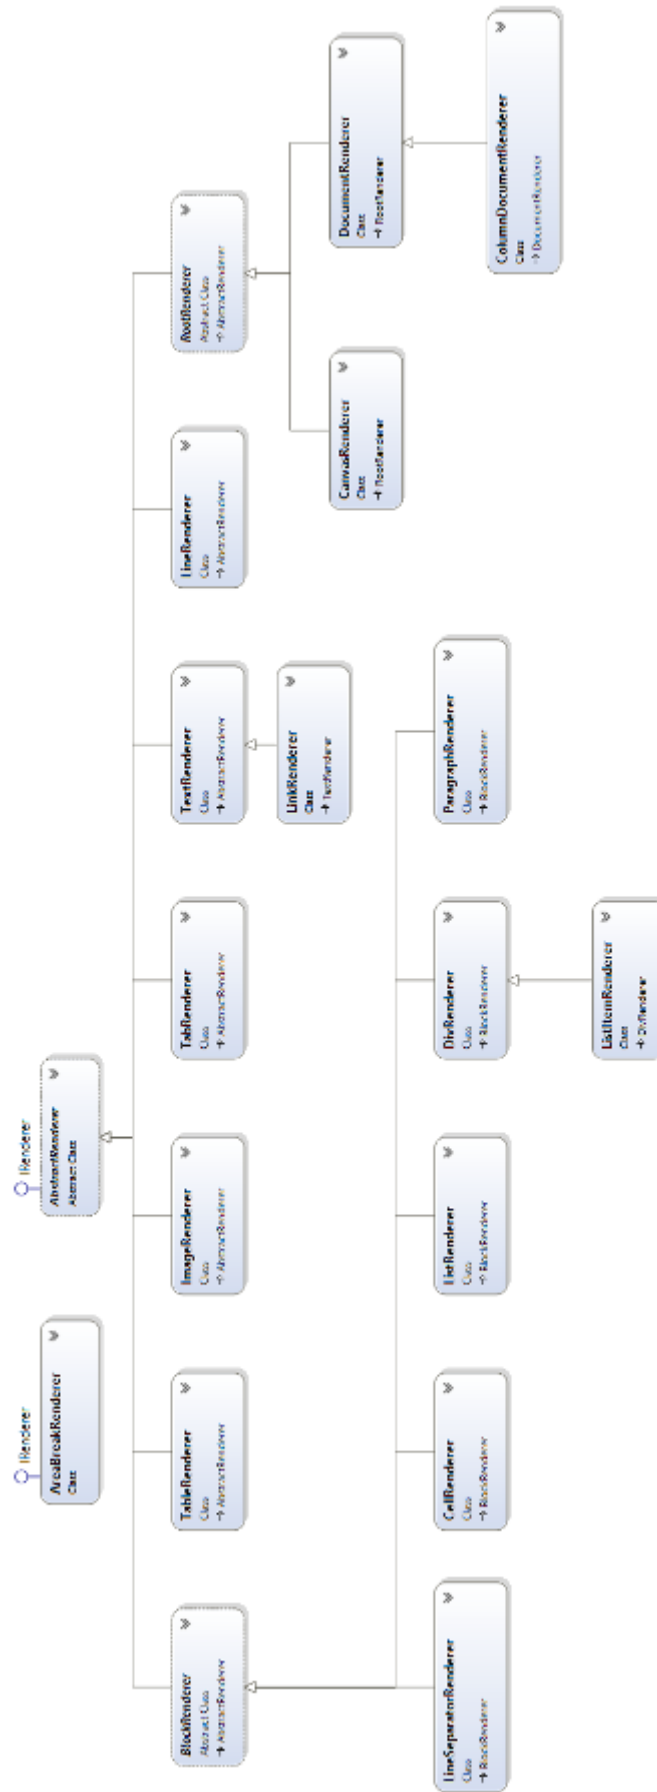 IRenderer
AreaBreakRenderer
Class
IRenderer
AbstractRenderer
Abstract Class
BlockRenderer
Abstract Class
→ AbstractRenderer
TableRenderer
Class
→ AbstractRenderer
ImageRenderer
Class
→ AbstractRenderer
TabRenderer
Class
→ AbstractRenderer
TextRenderer
Class
→ AbstractRenderer
LineRenderer
Class
→ AbstractRenderer
RootRenderer
Abstract Class
→ AbstractRenderer
LinkRenderer
Class
→ TextRenderer
CanvasRenderer
Class
→ RootRenderer
DocumentRenderer
Class
→ RootRenderer
LineSeparatorRenderer
Class
→ BlockRenderer
CellRenderer
Class
→ BlockRenderer
ListRenderer
Class
→ BlockRenderer
DivRenderer
Class
→ BlockRenderer
ParagraphRenderer
Class
→ BlockRenderer
ColumnDocumentRenderer
Class
→ DocumentRenderer
ListItemRenderer
Class
→ DivRenderer